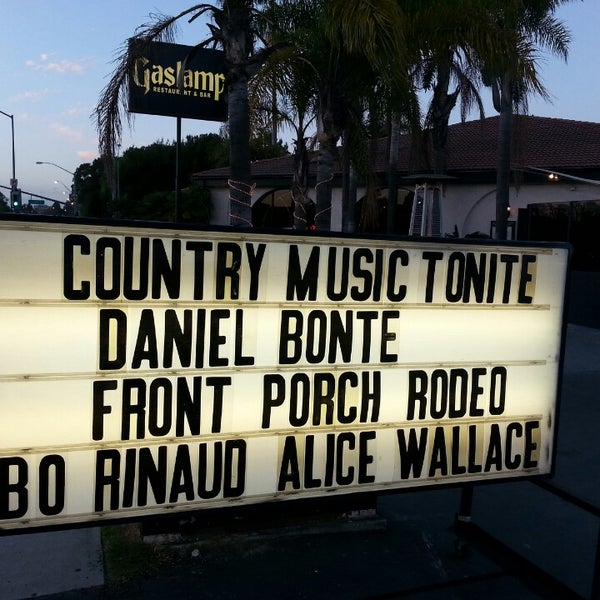 Gaslamp
RESTAURANT & BAR
COUNTRY MUSIC TONITE
DANIEL BONTE
FRONT PORCH RODEO
BO RINAUD ALICE WALLACE